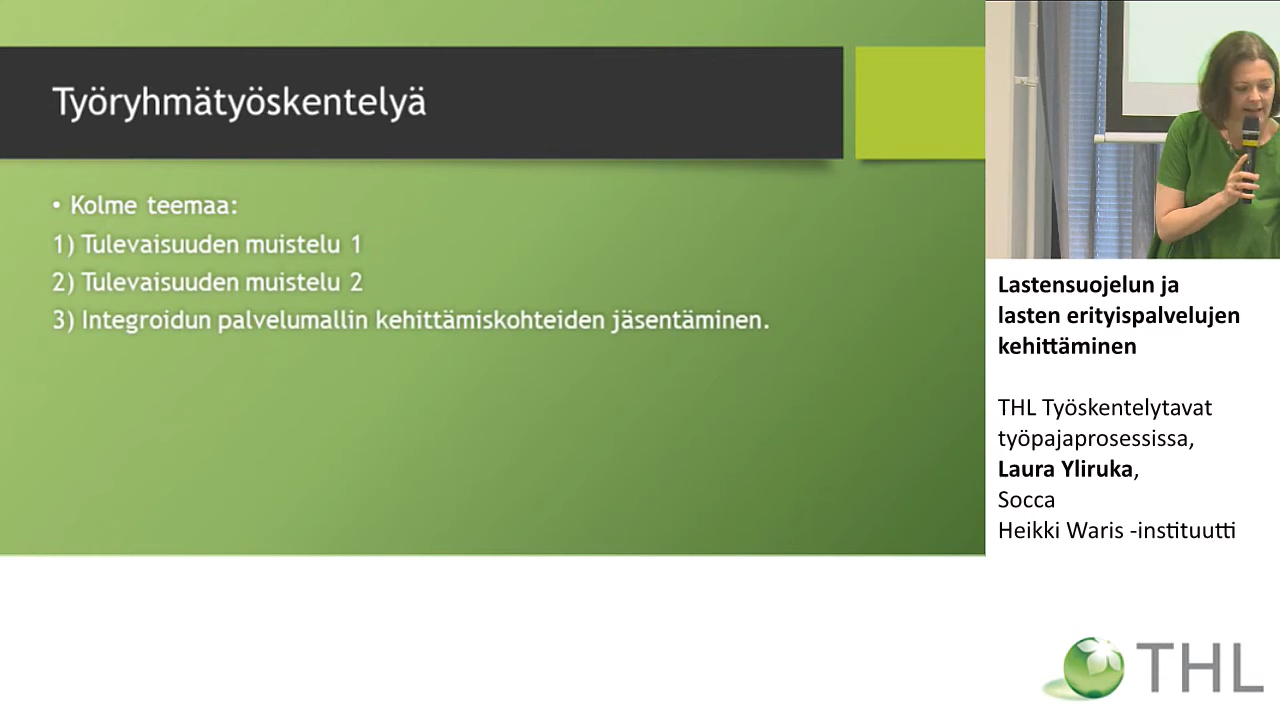 Työryhmätyöskentelyä
• Kolme teemaa:
1) Tulevaisuuden muistelu 1
2) Tulevaisuuden muistelu 2
3) Integroidun palvelumallin kehittämiskohteiden jäsentäminen.
Lastensuojelun ja
lasten erityispalvelujen
kehittäminen
THL Työskentelytavat
työpajaprosessissa,
Laura Yliruka,
Socca
Heikki Waris -instituutti
THL